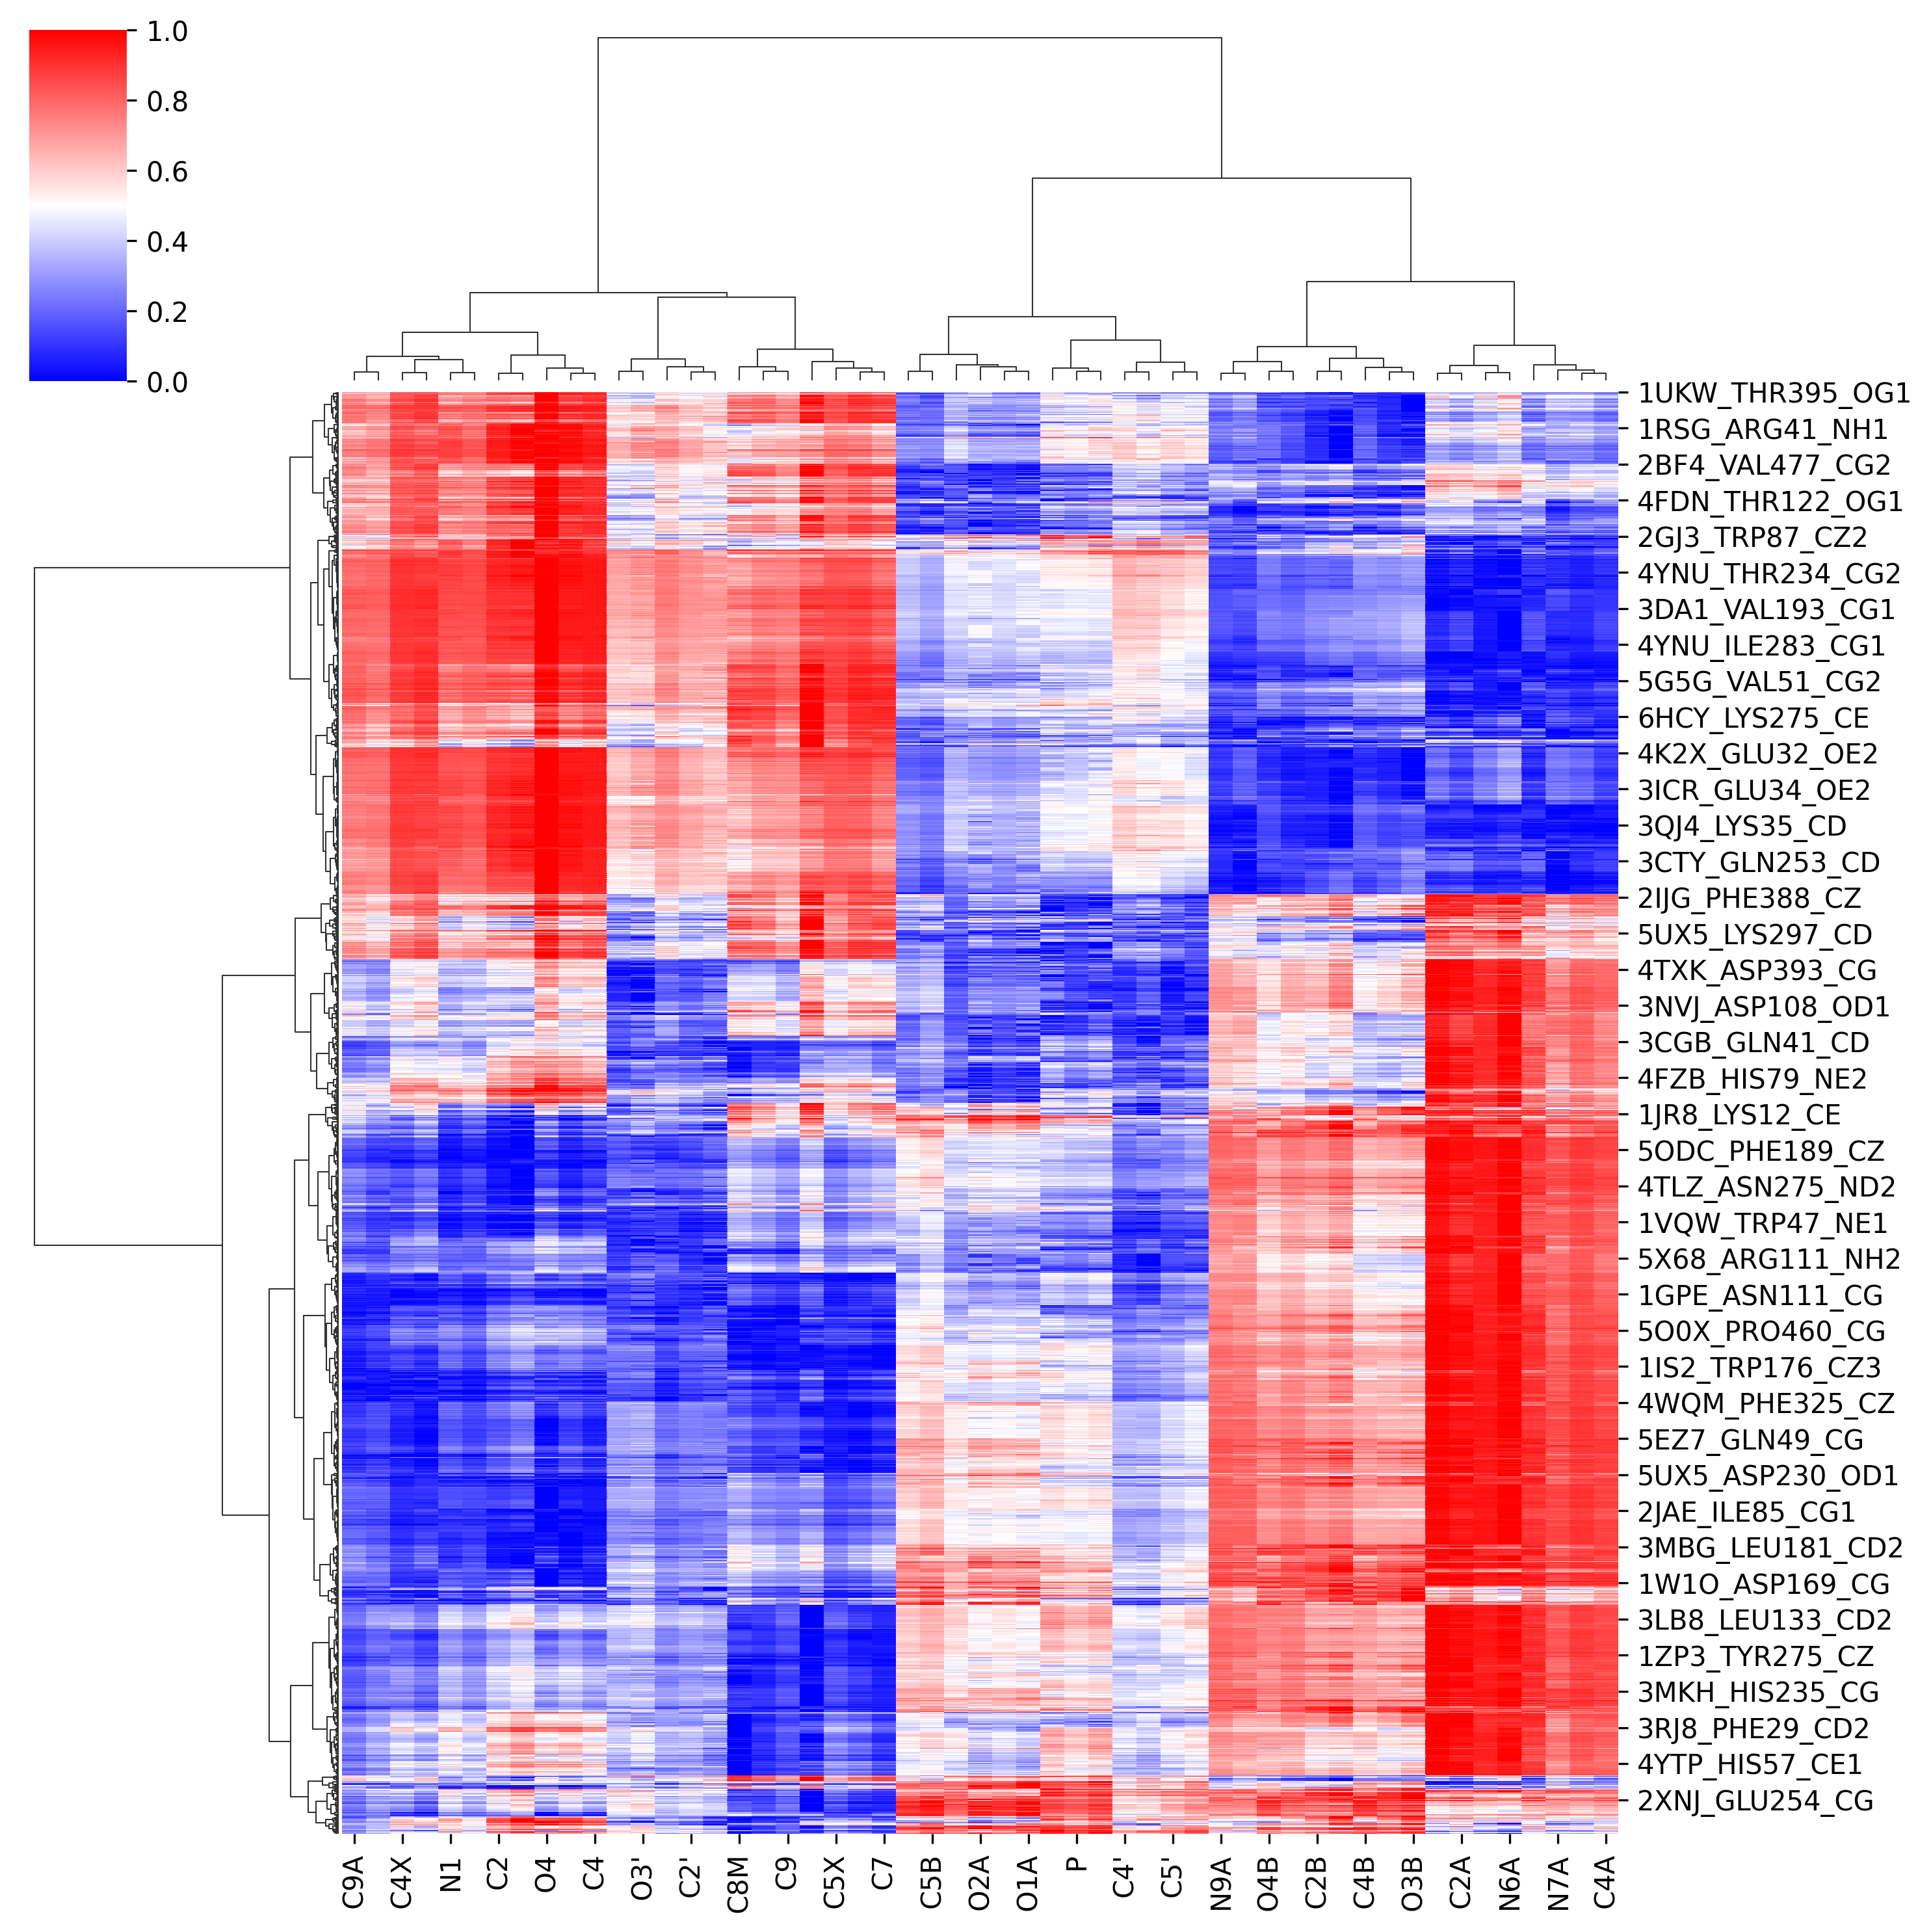 1.0
0.8
0.6
0.4
0.2
0.0
1UKW_THR395_OG1
1RSG_ARG41_NH1
2BF4_VAL477_CG2
4FDN_THR122_OG1
2GJ3_TRP87_CZ2
4YNU_THR234_CG2
3DA1_VAL193_CG1
4YNU_ILE283_CG1
5G5G_VAL51_CG2
6HCY_LYS275_CE
4K2X_GLU32_OE2
3ICR_GLU34_OE2
3QJ4_LYS35_CD
3CTY_GLN253_CD
2IJG_PHE388_CZ
5UX5_LYS297_CD
4TXK_ASP393_CG
3NVJ_ASP108_OD1
3CGB_GLN41_CD
4FZB_HIS79_NE2
1JR8_LYS12_CE
5ODC_PHE189_CZ
4TLZ_ASN275_ND2
1VQW_TRP47_NE1
5X68_ARG111_NH2
1GPE_ASN111_CG
5O0X_PRO460_CG
1IS2_TRP176_CZ3
4WQM_PHE325_CZ
5EZ7_GLN49_CG
5UX5_ASP230_OD1
2JAE_ILE85_CG1
3MBG_LEU181_CD2
1W1O_ASP169_CG
3LB8_LEU133_CD2
1ZP3_TYR275_CZ
3MKH_HIS235_CG
3RJ8_PHE29_CD2
4YTP_HIS57_CE1
2XNJ_GLU254_CG
C9A
C4X
N1
C2
O4
C4
O3'
C2'
C8M
C9
C5X
C7
C5B
O2A
O1A
P
C4'
C5'
N9A
O4B
C2B
C4B
O3B
C2A
N6A
N7A
C4A